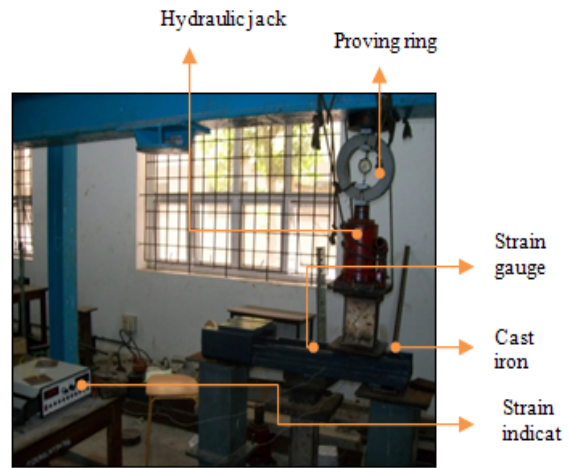 Hydraulic jack
Proving ring
Strain
gauge
Cast
iron
Strain
indicat